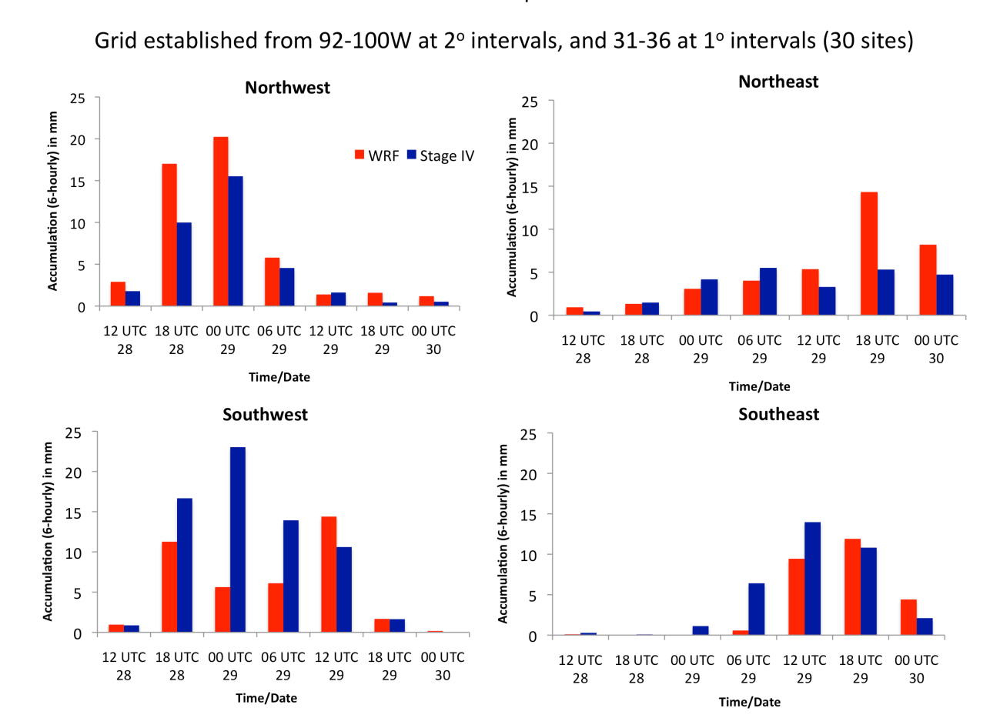 Grid established from 92-100W at 2º intervals, and 31-36 at 1º intervals (30 sites)
Northwest
Accumulation (6-hourly) in mm
25
20
15
10
5
0
WRF Stage IV
12 UTC 18 UTC 00 UTC 06 UTC 12 UTC 18 UTC 00 UTC
28 28 29 29 29 29 30
Time/Date
Northeast
Accumulation (6-hourly) in mm
25
20
15
10
5
0
12 UTC 18 UTC 00 UTC 06 UTC 12 UTC 18 UTC 00 UTC
28 28 29 29 29 29 30
Time/Date
Southwest
Accumulation (6-hourly) in mm
25
20
15
10
5
0
12 UTC 18 UTC 00 UTC 06 UTC 12 UTC 18 UTC 00 UTC
28 28 29 29 29 29 30
Time/Date
Southeast
Accumulation (6-hourly) in mm
25
20
15
10
5
0
12 UTC 18 UTC 00 UTC 06 UTC 12 UTC 18 UTC 00 UTC
28 28 29 29 29 29 30
Time/Date